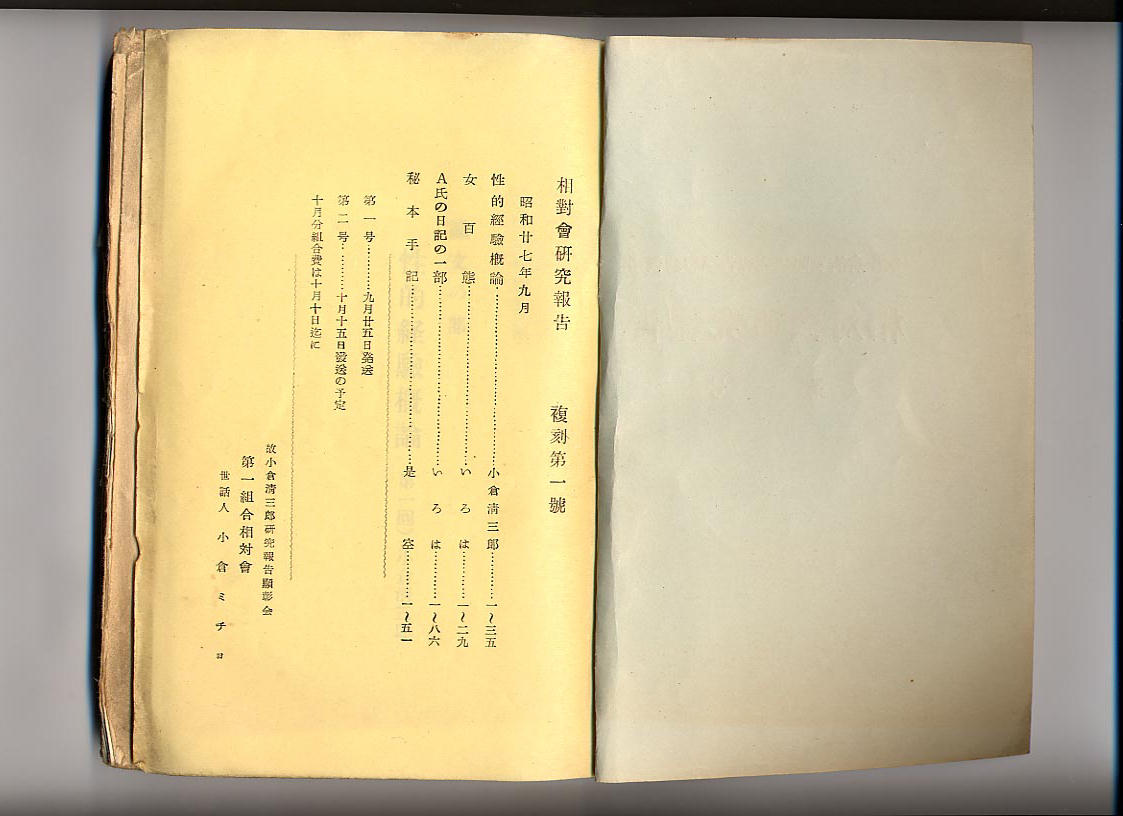 相對會硏究報告　複刻第一號
昭和廿七年九月
性的經驗概論……………小倉淸三郎…………一～三五
女百態……………いろは…………一～二九
A氏の日記の一部……………いろは…………一～八六
秘本手記……………是空…………一～五一
第一号…………九月廿五日発送
第二号…………十月十五日發送の予定
十月分組合費は十月十日迄に
故小倉淸三郎硏究報告顯彰会
第一組合相対會
世話人　小倉ミチヨ